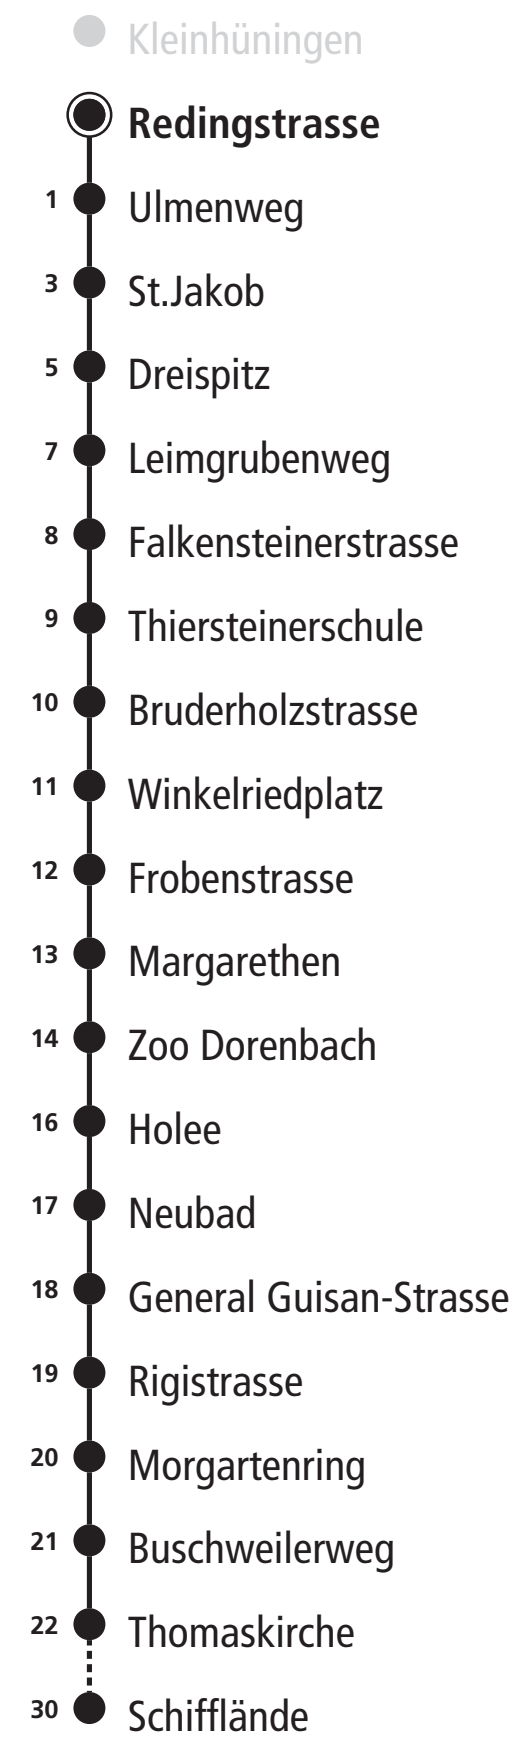 Kleinhüningen
Redingstrasse
1 Ulmenweg
3 St.Jakob
5 Dreispitz
7 Leimgrubenweg
8 Falkensteinerstrasse
9 Thiersteinerschule
10 Bruderholzstrasse
11 Winkelriedplatz
12 Frobenstrasse
13 Margarethen
14 Zoo Dorenbach
16 Holee
17 Neubad
18 General Guisan-Strasse
19 Rigistrasse
20 Morgartenring
21 Buschweilerweg
22 Thomaskirche
30 Schifflände